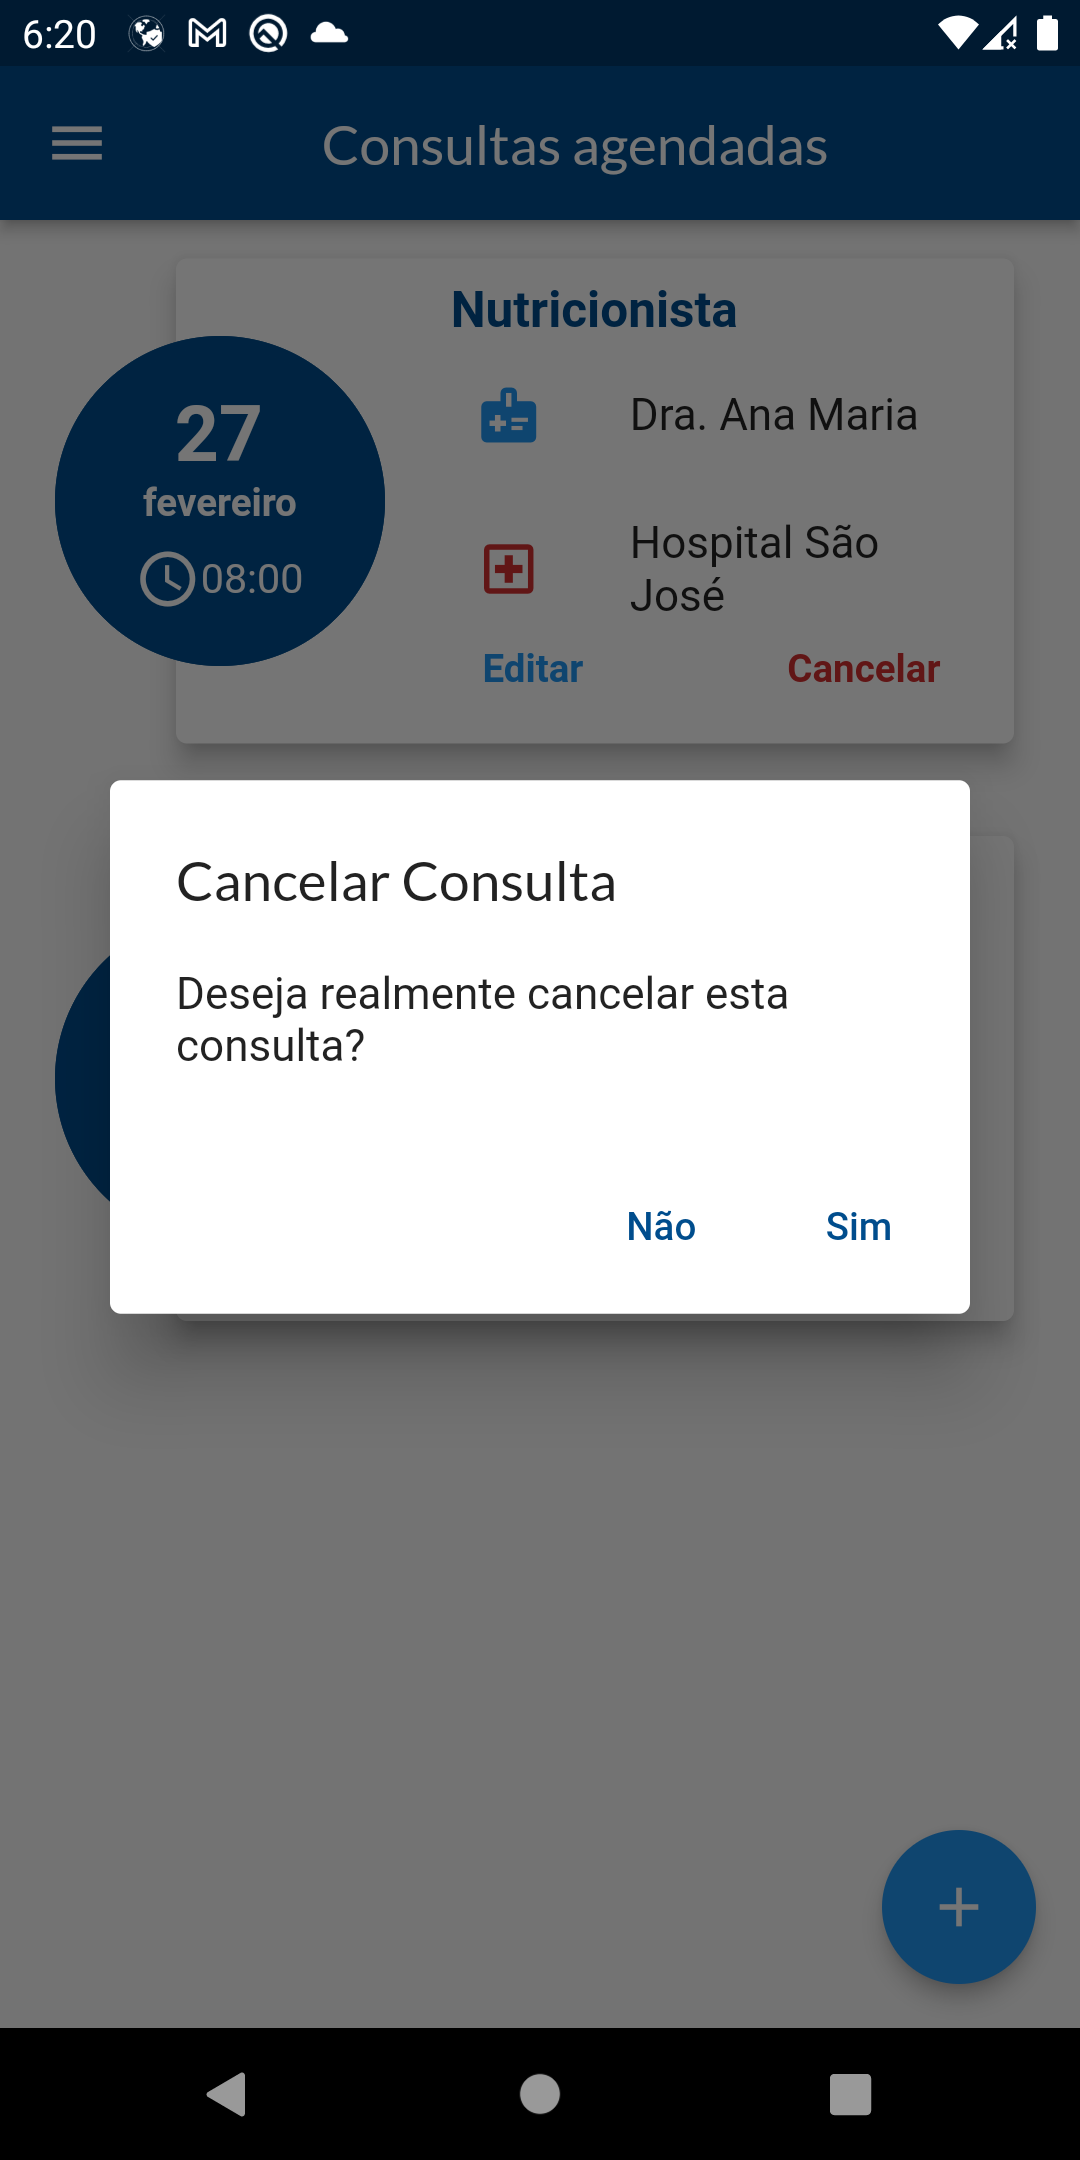 6:20
Consultas agendadas
Nutricionista
27
fevereiro
08:00
Dra. Ana Maria
Hospital São
José
Editar
Cancelar
Cancelar Consulta
Deseja realmente cancelar esta
consulta?
Não
Sim